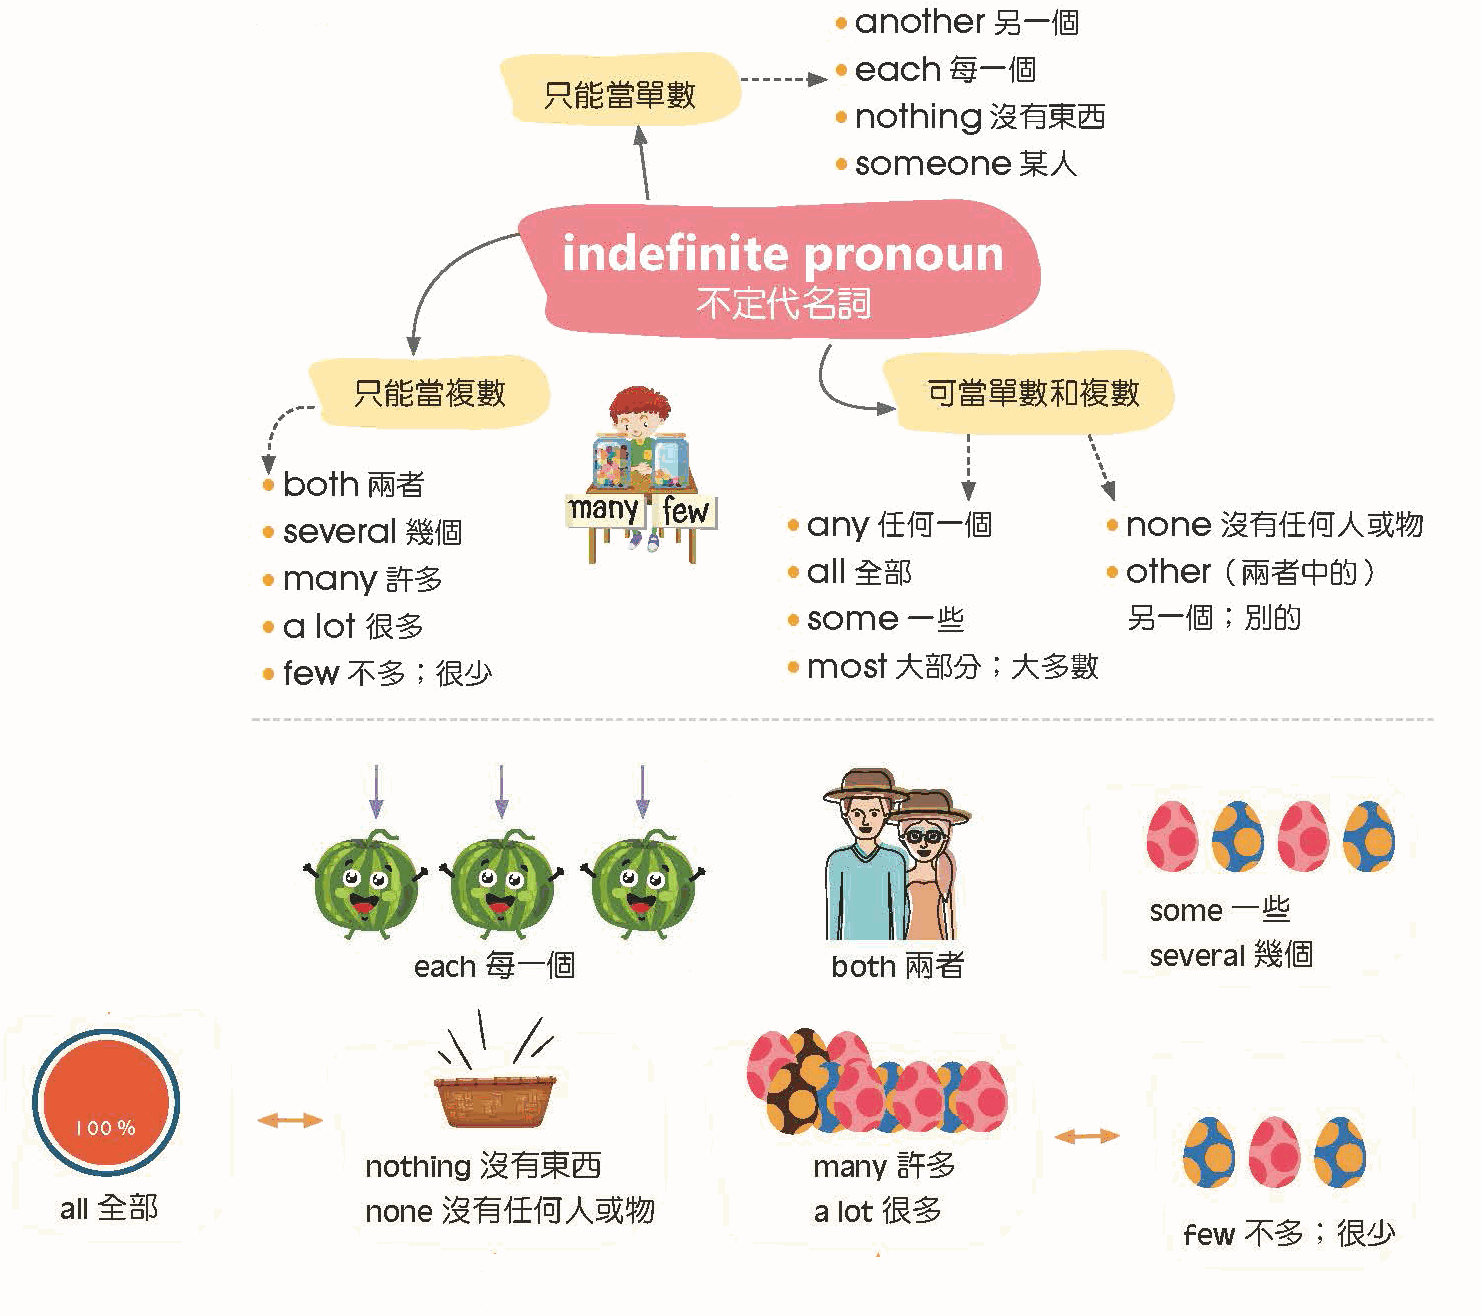 another 另一個
each 每一個
nothing 沒有東西
someone 某人
只能當單數
indefinite pronoun
不定代名詞
只能當複數
both 兩者
several 幾個
many 許多
a lot 很多
few 不多；很少
many
few
可當單數和複數
any 任何一個
all 全部
some 一些
most 大部分；大多數
none 沒有任何人或物
other（兩者中的）
另一個；別的
each 每一個
both 兩者
some 一些
several 幾個
100%
all 全部
nothing 沒有東西
none 沒有任何人或物
many 許多
a lot 很多
few 不多；很少